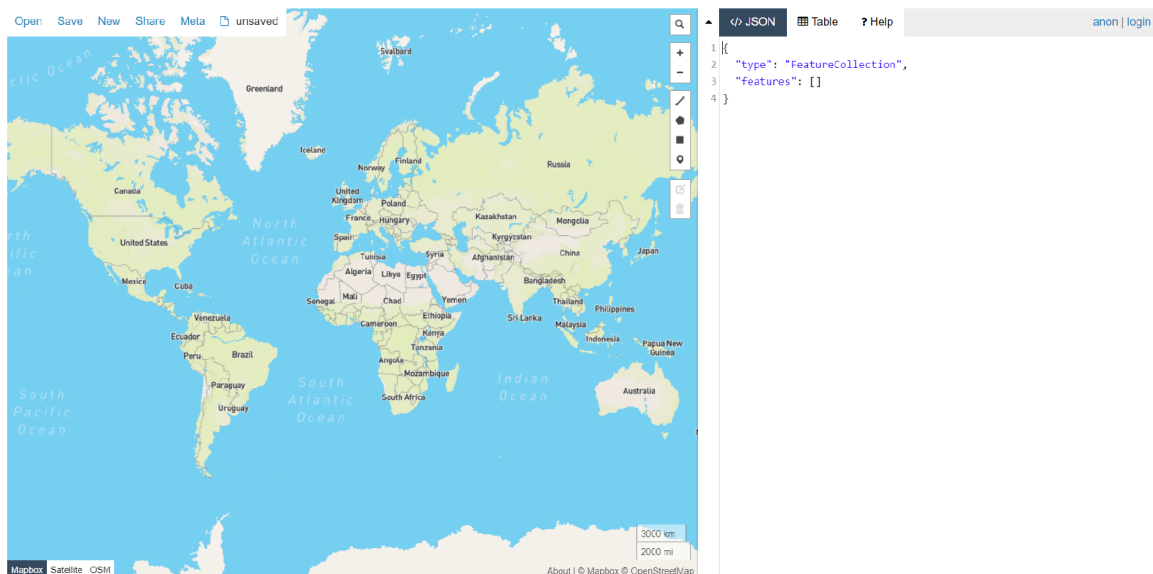 Open Save New Share Meta unsaved
</> JSON Table ? Help anon | login
1 {
2 "type": "FeatureCollection",
3 "features": []
4 }
Svalbard
ctic Ocean
Greenland
Iceland
Finland
Norway
Russia
Canada
United
Kingdom
Poland
France
Hungary
Kazakhstan
Mongolia
North
Atlantic
Ocean
rth
ific
ean
Spain
Kyrgyzstan
United States
Tunisia
Syria
Afghanistan
China
Japan
Algeria
Libya
Egypt
Mexico
Cuba
Bangladesh
Senegal
Mali
Chad
Yemen
Thailand
Philippines
Venezuela
Cameroon
Ethiopia
Sri Lanka
Malaysia
Ecuador
Kenya
Indonesia
Papua New
Guinea
Peru
Brazil
Tanzania
Angola
Mozambique
Paraguay
South
Atlantic
Ocean
Indian
Ocean
Australia
South
Pacific
Ocean
Uruguay
South Africa
3000 km
2000 mi
Mapbox Satellite OSM
About | © Mapbox © OpenStreetMap